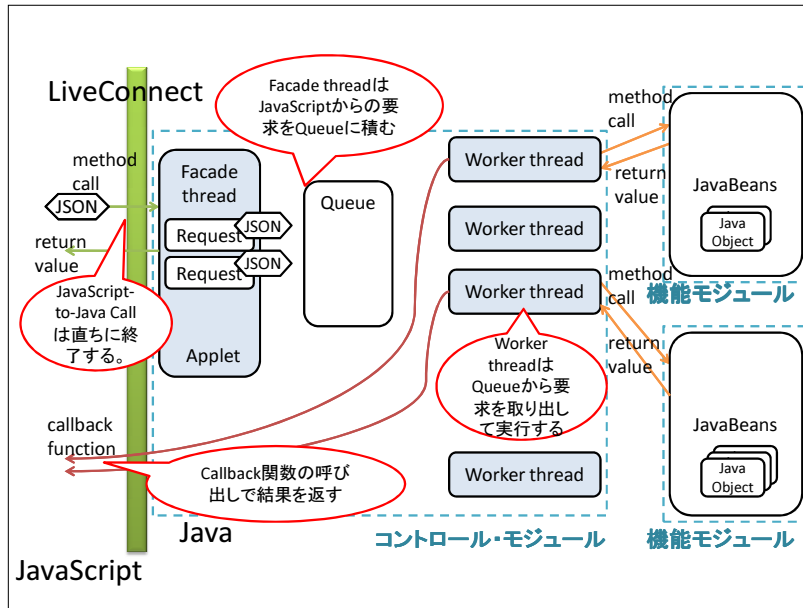 LiveConnect
Facade threadは
JavaScriptからの要
求をQueueに積む
method
call
JSON
return
value
Facade
thread
Request
JSON
Request
JSON
Applet
Queue
JavaScript-
to-Java Call
は直ちに終
了する。
Worker thread
Worker thread
Worker thread
Worker
threadは
Queueから要
求を取り出し
て実行する
Worker thread
method
call
return
value
JavaBeans
Java
Object
機能モジュール
method
call
return
value
JavaBeans
Java
Object
機能モジュール
callback
function
Callback関数の呼び
出しで結果を返す
Java
コントロール・モジュール
JavaScript